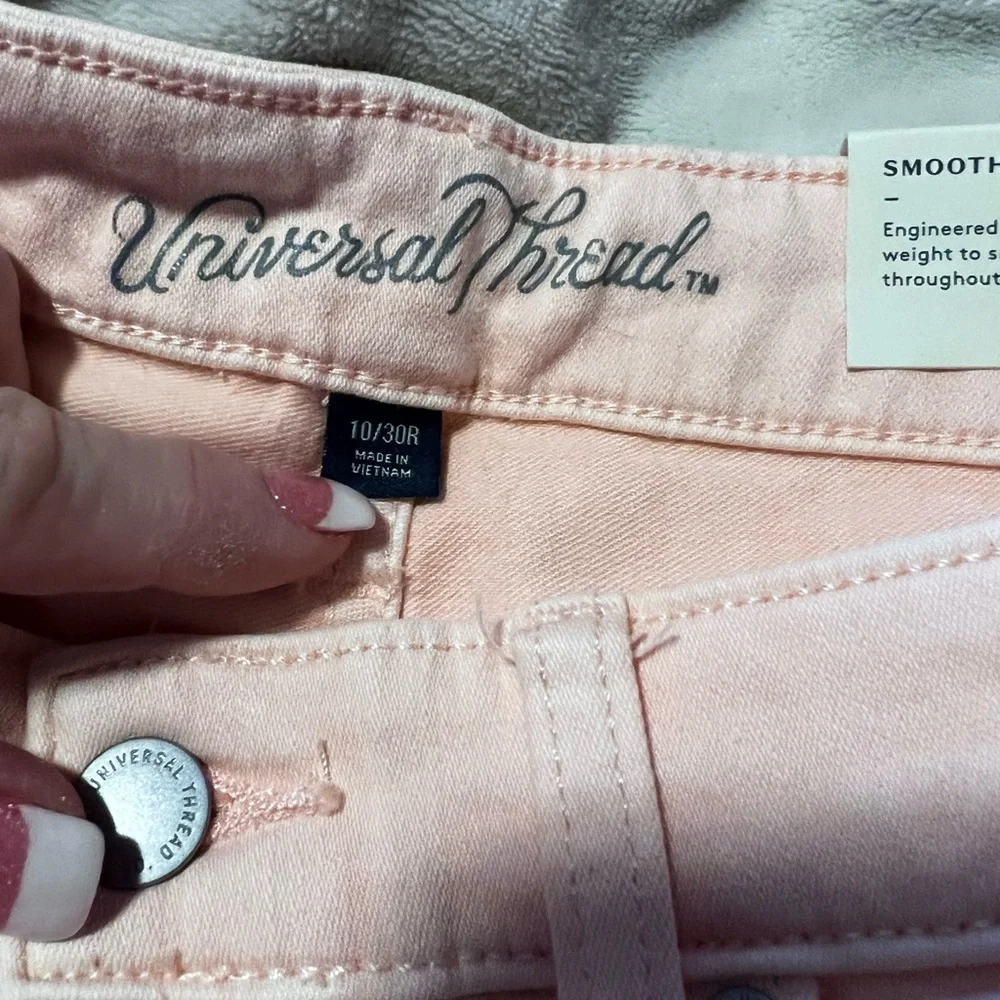 Universal Thread™
SMOOTH
–
Engineered
weight to s
throughout
10/30R
MADE IN
VIETNAM
UNIVERSAL THREAD